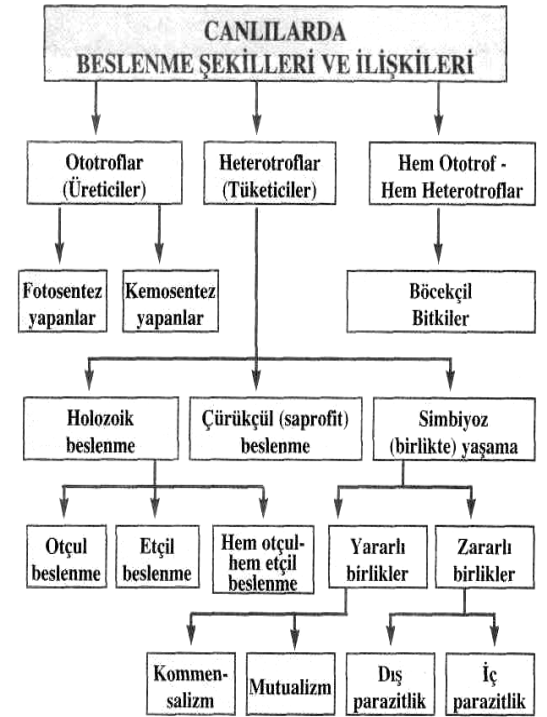 CANLILARDA
BESLENME ŞEKİLLERİ VE İLİŞKİLERİ
Ototroflar
(Üreticiler)
Heterotroflar
(Tüketiciler)
Hem Ototrof -
Hem Heterotroflar
Fotosentez
yapanlar
Kemosentez
yapanlar
Böcekçil
Bitkiler
Holozoik
beslenme
Çürükçül (saprofit)
beslenme
Simbiyoz
(birlikte) yaşama
Otçul
beslenme
Etçil
beslenme
Hem otçul-
hem etçil
beslenme
Yararlı
birlikler
Zararlı
birlikler
Kommen-
salizm
Mutualizm
Dış
parazitlik
İç
parazitlik